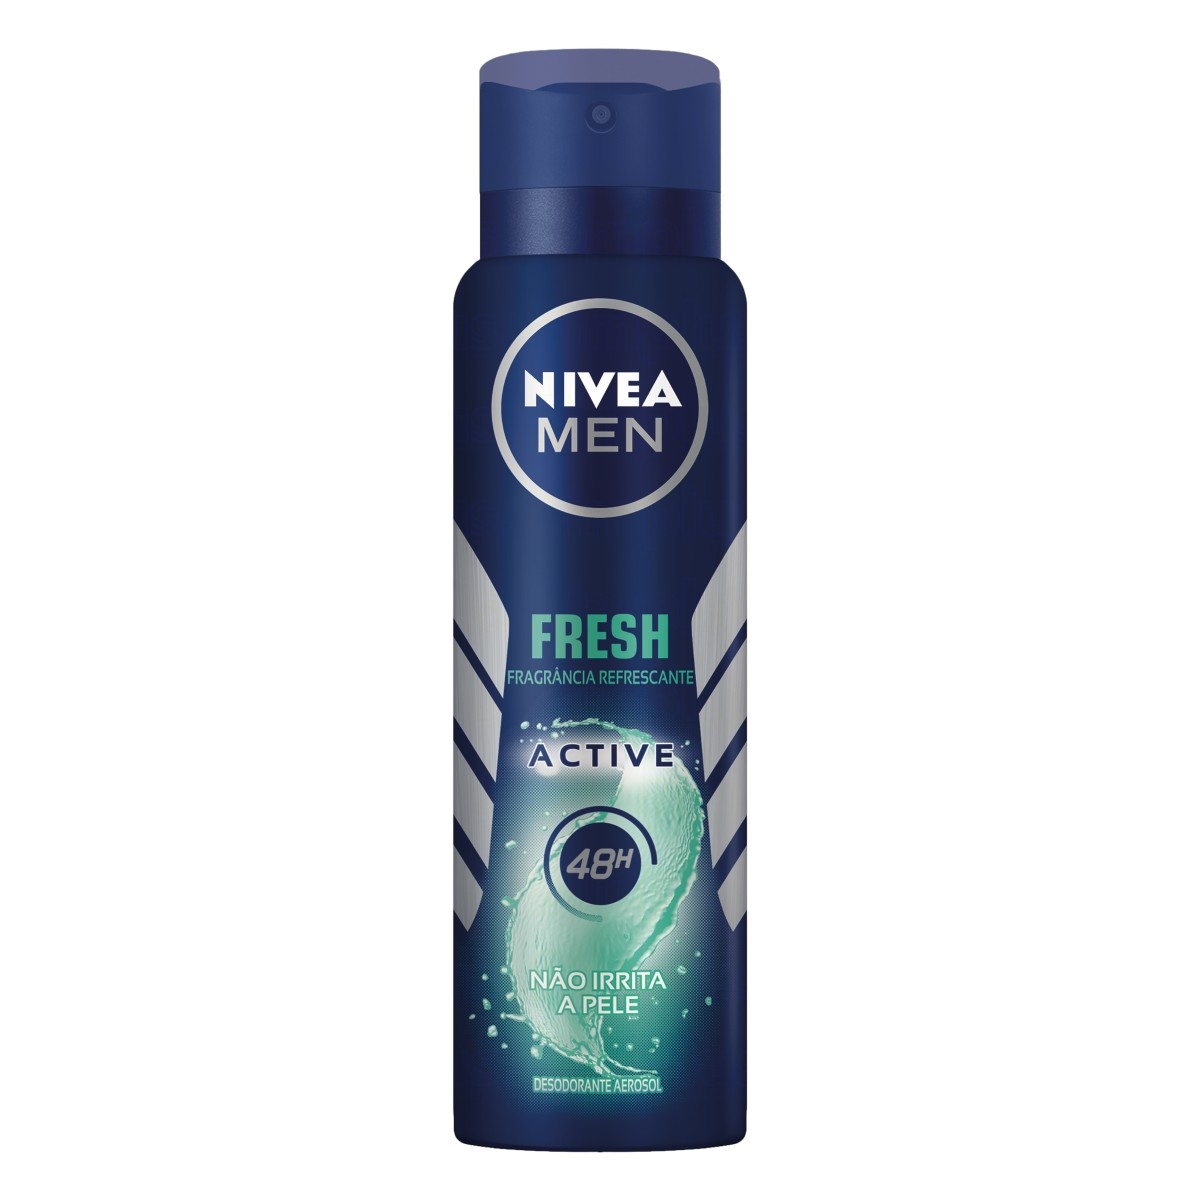 NIVEA
MEN
FRESH
FRAGRÂNCIA REFRESCANTE
ACTIVE
48H
NÃO IRRITA
A PELE
DESODORANTE AEROSOL